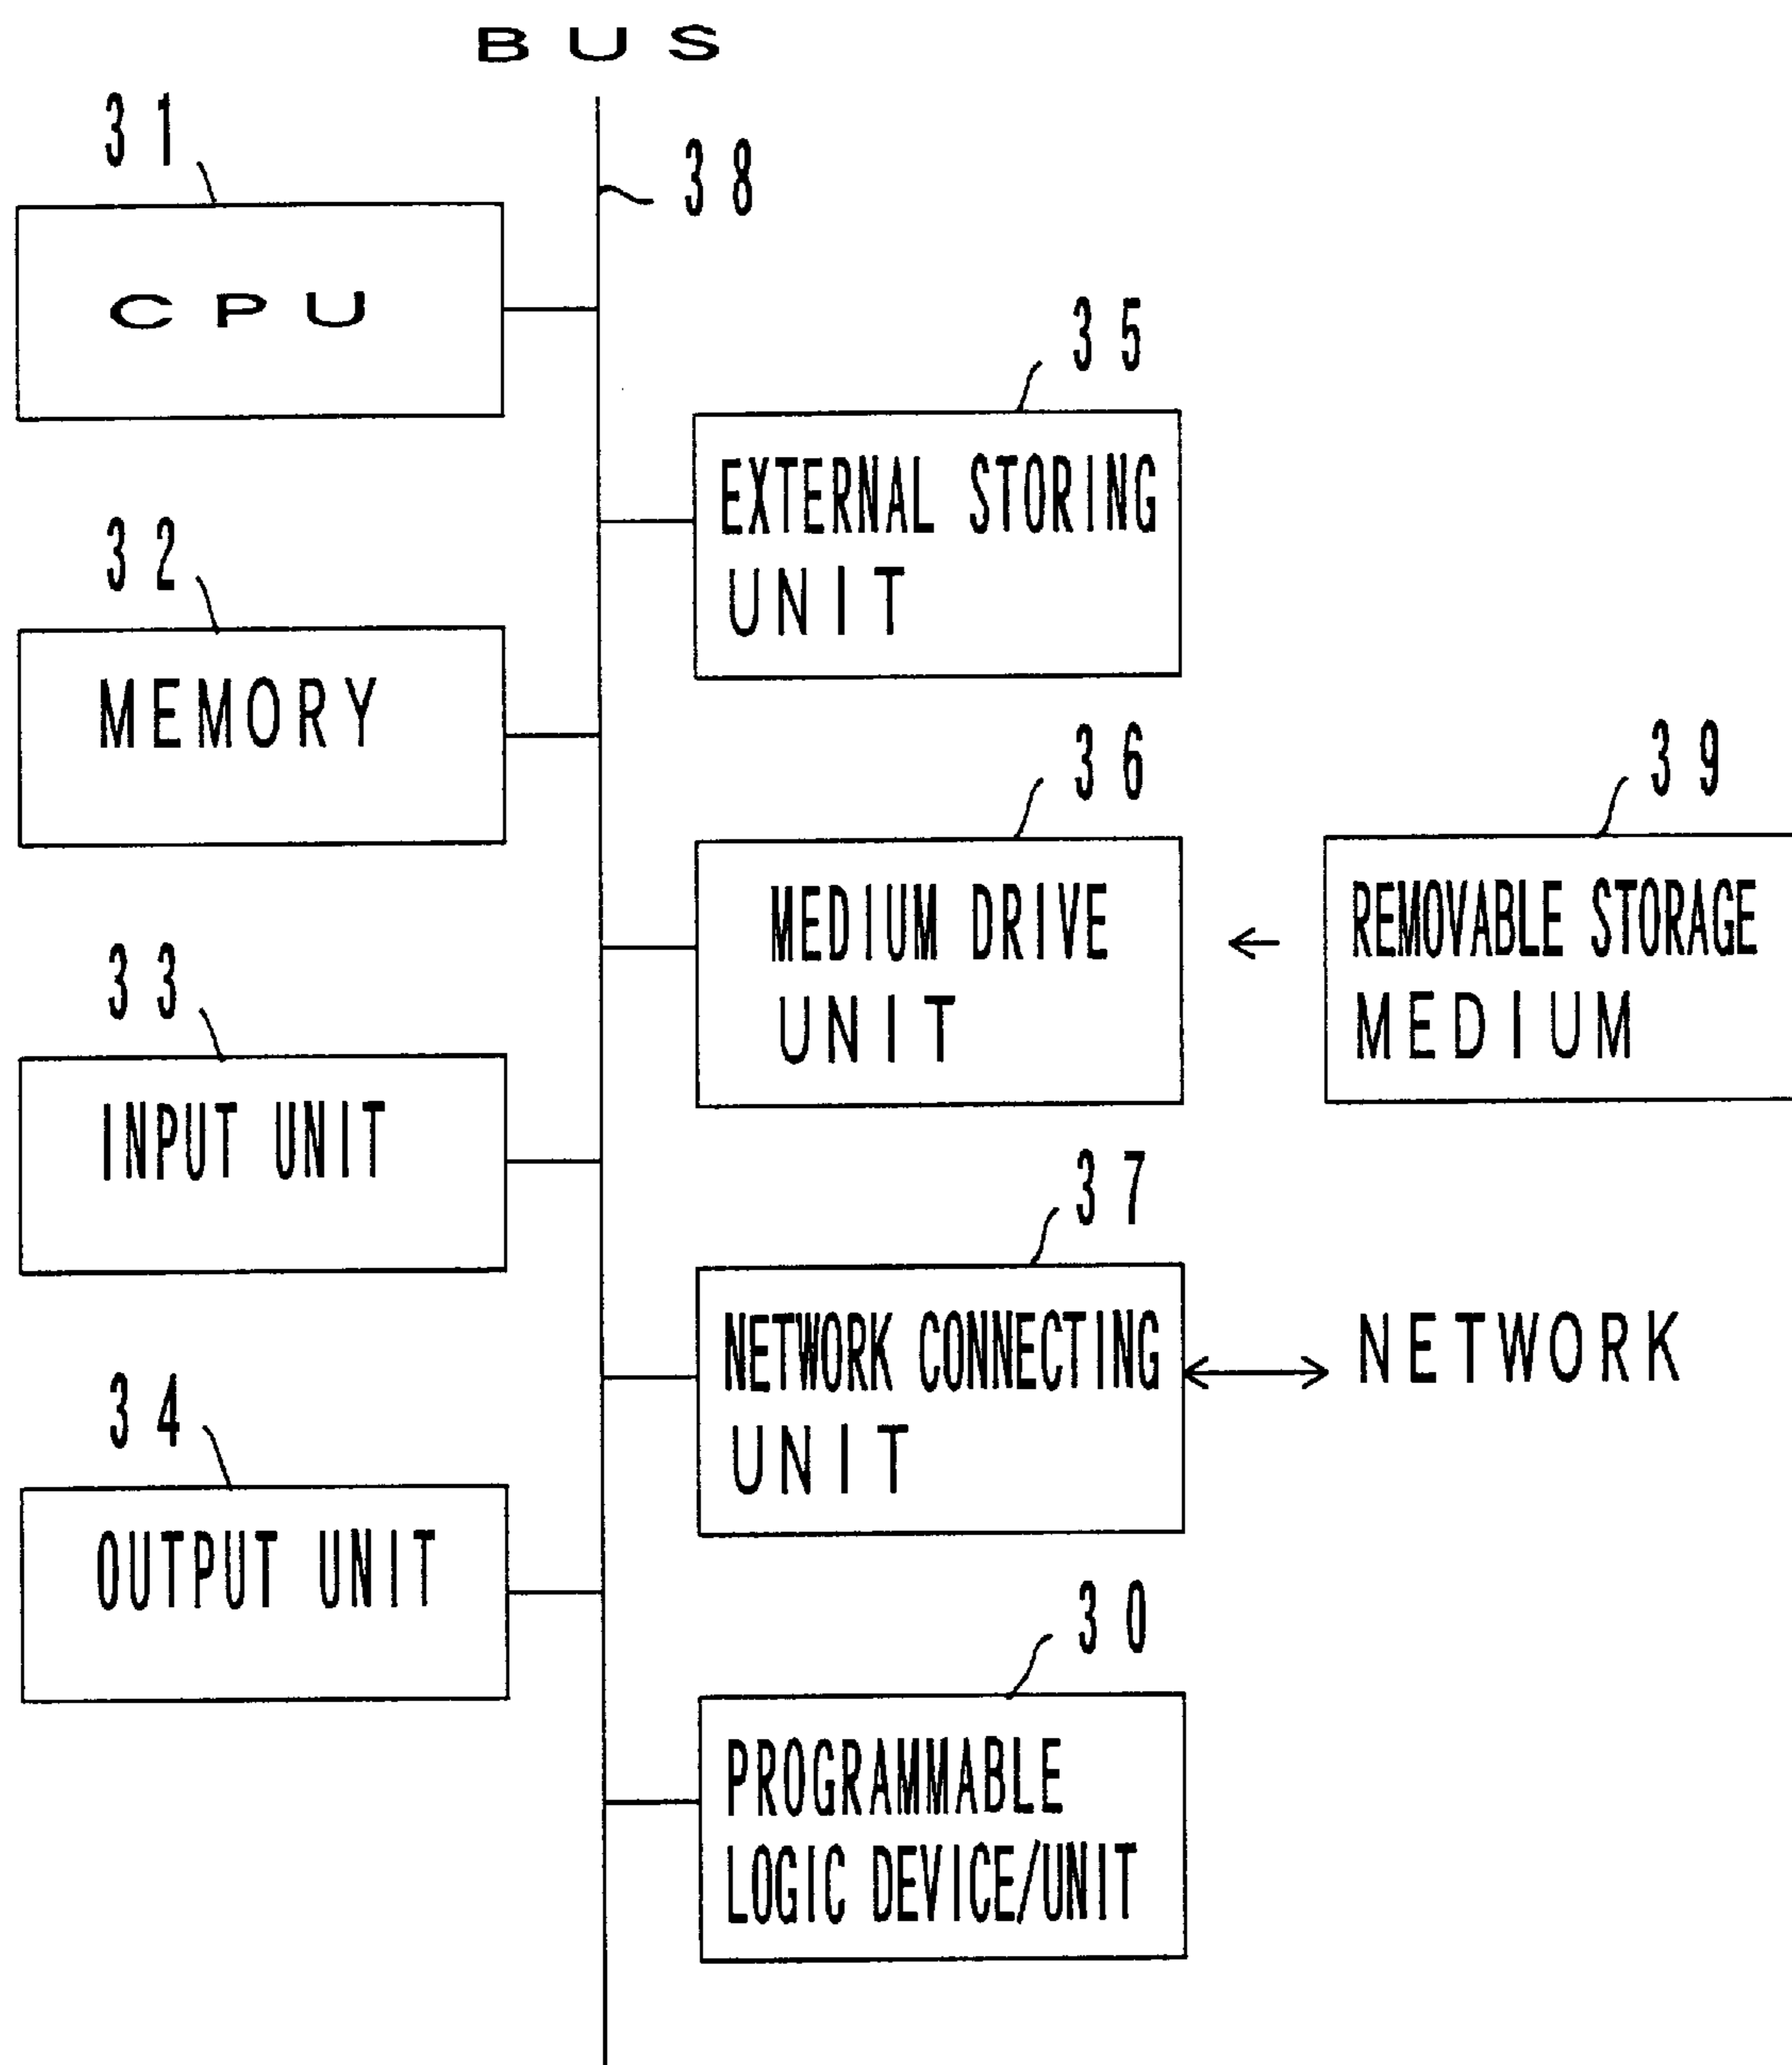 BUS
31
38
CPU
35
EXTERNAL STORING
UNIT
32
MEMORY
36
39
MEDIUM DRIVE
UNIT
REMOVABLE STORAGE
MEDIUM
33
INPUT UNIT
37
NETWORK CONNECTING
UNIT
NETWORK
34
OUTPUT UNIT
30
PROGRAMMABLE
LOGIC DEVICE/UNIT